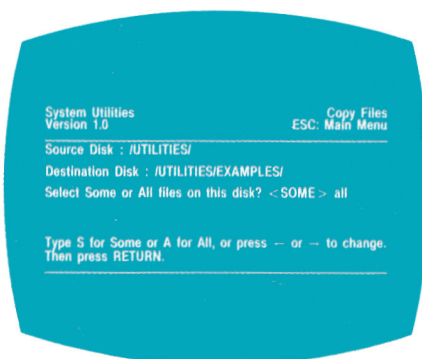 System Utilities Copy Files
Version 1.0 ESC: Main Menu
Source Disk : /UTILITIES/
Destination Disk : /UTILITIES/EXAMPLES/
Select Some or All files on this disk? <SOME> all
Type S for Some or A for All, or press ← or → to change.
Then press RETURN.